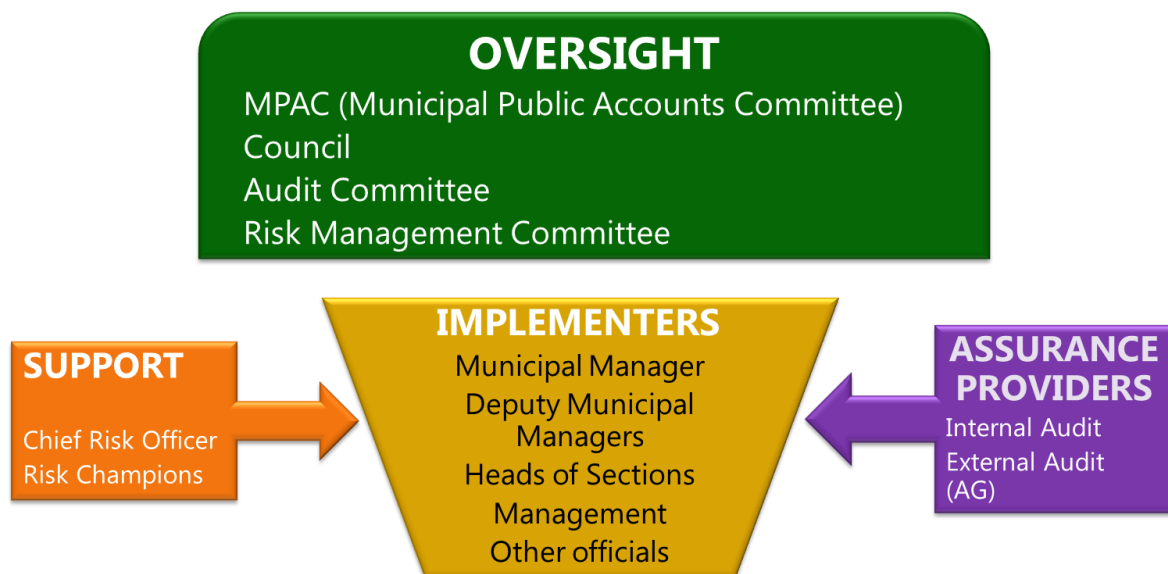 OVERSIGHT
MPAC (Municipal Public Accounts Committee)
Council
Audit Committee
Risk Management Committee
SUPPORT
Chief Risk Officer
Risk Champions
IMPLEMENTERS
Municipal Manager
Deputy Municipal
Managers
Heads of Sections
Management
Other officials
ASSURANCE
PROVIDERS
Internal Audit
External Audit
(AG)